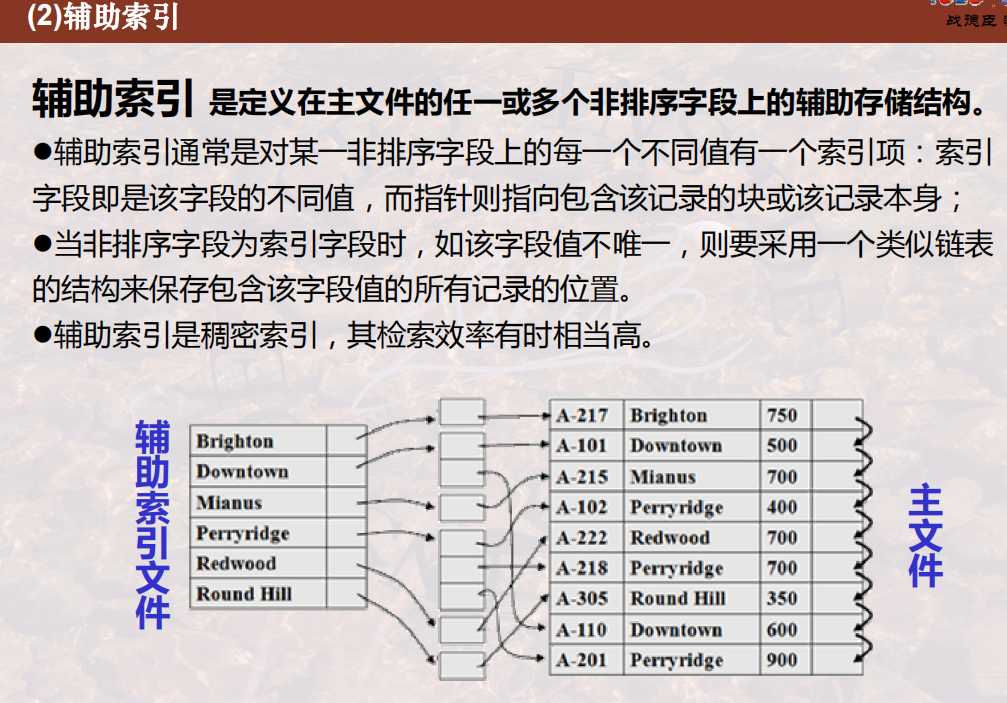 (2)辅助索引
战德臣
辅助索引 是定义在主文件的任一或多个非排序字段上的辅助存储结构。
●辅助索引通常是对某一非排序字段上的每一个不同值有一个索引项：索引
字段即是该字段的不同值，而指针则指向包含该记录的块或该记录本身；
●当非排序字段为索引字段时，如该字段值不唯一，则要采用一个类似链表
的结构来保存包含该字段值的所有记录的位置。
●辅助索引是稠密索引，其检索效率有时相当高。
辅助索引文件
Brighton
Downtown
Mianus
Perryridge
Redwood
Round Hill
A-217 Brighton 750
A-101 Downtown 500
A-215 Mianus 700
A-102 Perryridge 400
A-222 Redwood 700
A-218 Perryridge 700
A-305 Round Hill 350
A-110 Downtown 600
A-201 Perryridge 900
主文件